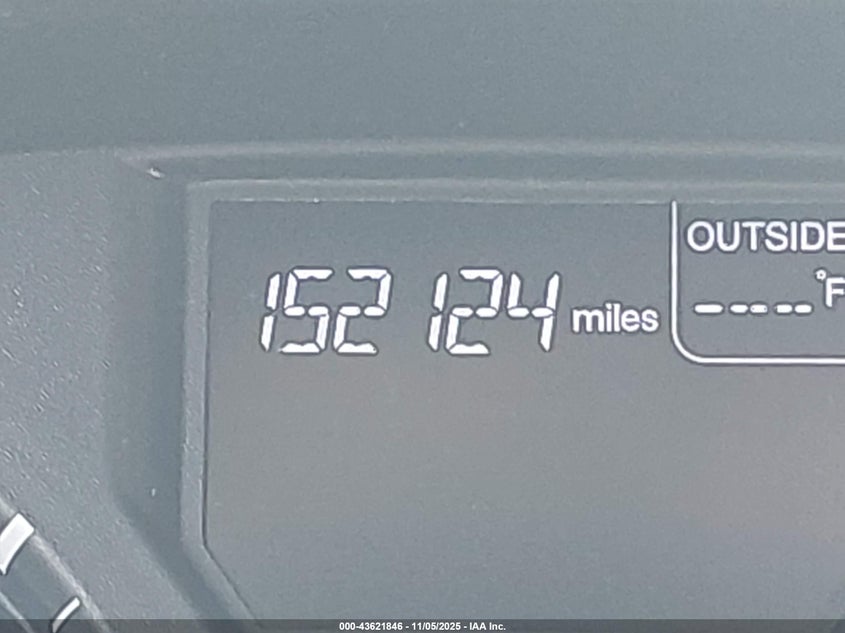 OUTSIDE
152 124 miles
----°F
000-43621846 - 11/05/2025 - IAA Inc.